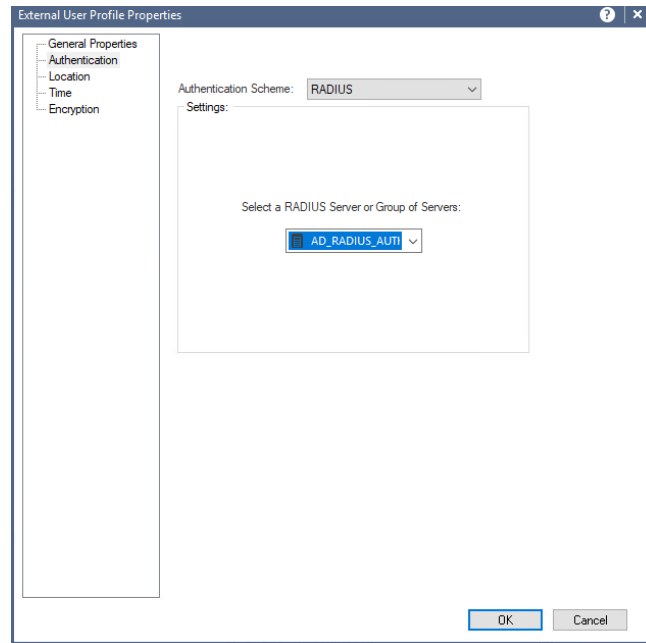 External User Profile Properties
General Properties
Authentication
Location
Time
Encryption
Authentication Scheme: RADIUS
Settings:
Select a RADIUS Server or Group of Servers:
AD_RADIUS_AUTH
OK Cancel